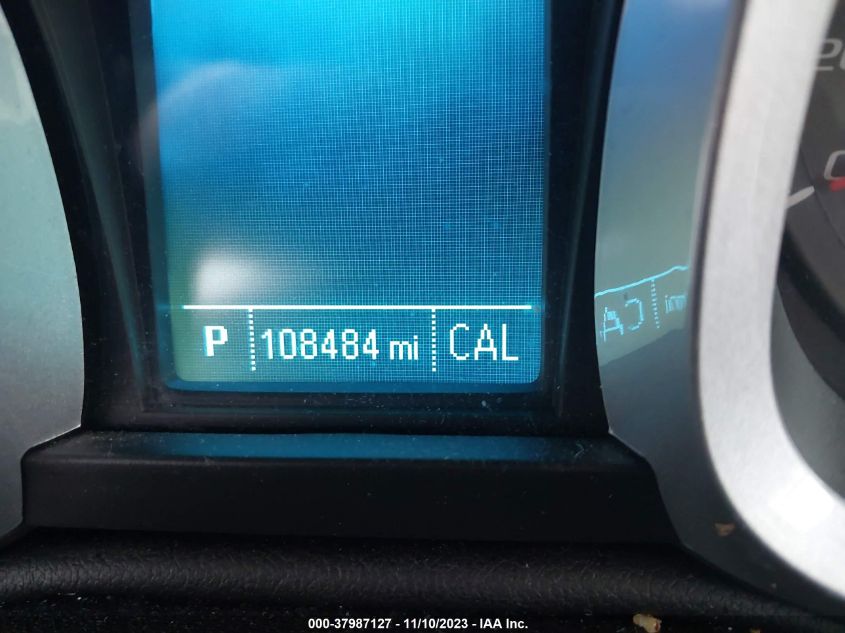 P 108484 mi CAL
000-37987127 - 11/10/2023 - IAA Inc.